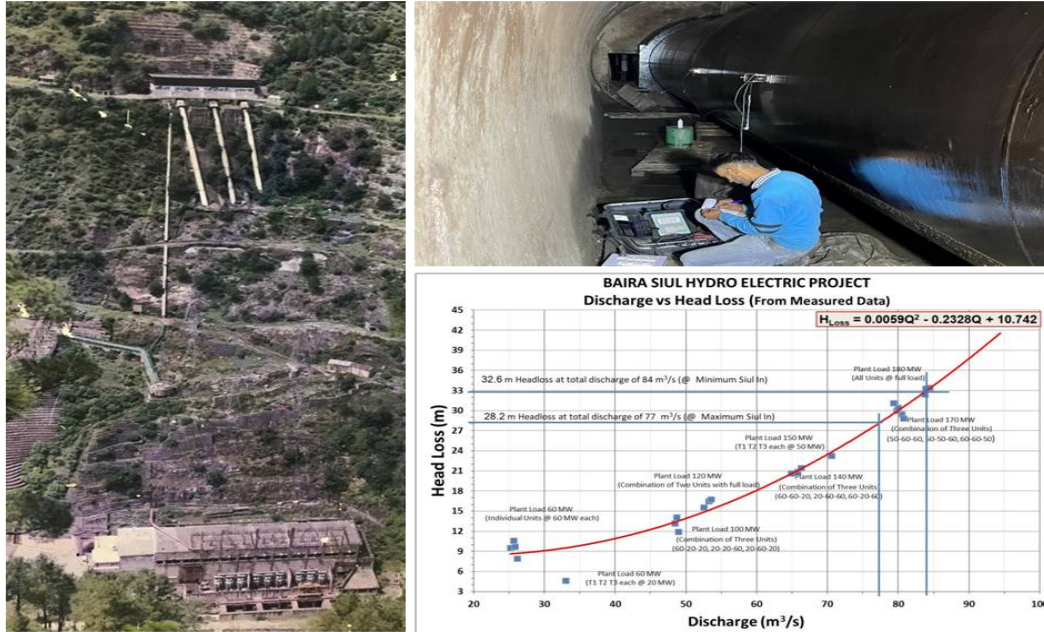 BAIRA SIUL HYDRO ELECTRIC PROJECT
Discharge vs Head Loss (From Measured Data)
H_Loss = 0.0059Q² - 0.2328Q + 10.742
Head Loss (m)
45
42
39
36
33
30
27
24
21
18
15
12
9
6
3
32.6 m Headloss at total discharge of 84 m³/s (@ Minimum Siul In)
28.2 m Headloss at total discharge of 77 m³/s (@ Maximum Siul In)
Plant Load 180 MW
(All Units @ full load)
Plant Load 170 MW
(Combination of Three Units)
(50-60-60, 60-50-60, 60-60-50)
Plant Load 150 MW
(T1 T2 T3 each @ 50 MW)
Plant Load 140 MW
(Combination of Three Units
(60-60-20, 20-60-60, 60-20-60)
Plant Load 120 MW
(Combination of Two Units with full load)
Plant Load 100 MW
(Combination of Three Units)
(60-20-20, 20-20-60, 20-60-20)
Plant Load 60 MW
(Individual Units @ 60 MW each)
Plant Load 60 MW
(T1 T2 T3 each @ 20 MW)
20 30 40 50 60 70 80 90 100
Discharge (m³/s)